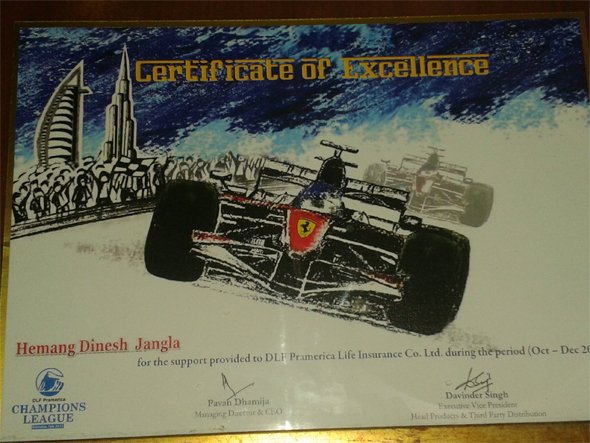 Certificate of Excellence
Hemang Dinesh Jangla
for the support provided to DLF Pramerica Life Insurance Co. Ltd. during the period (Oct – Dec 20
Pavan Dhamija
Managing Director & CEO
Davinder Singh
Executive Vice President
Head Products & Third Party Distribution
DLF Pramerica
CHAMPIONS
LEAGUE